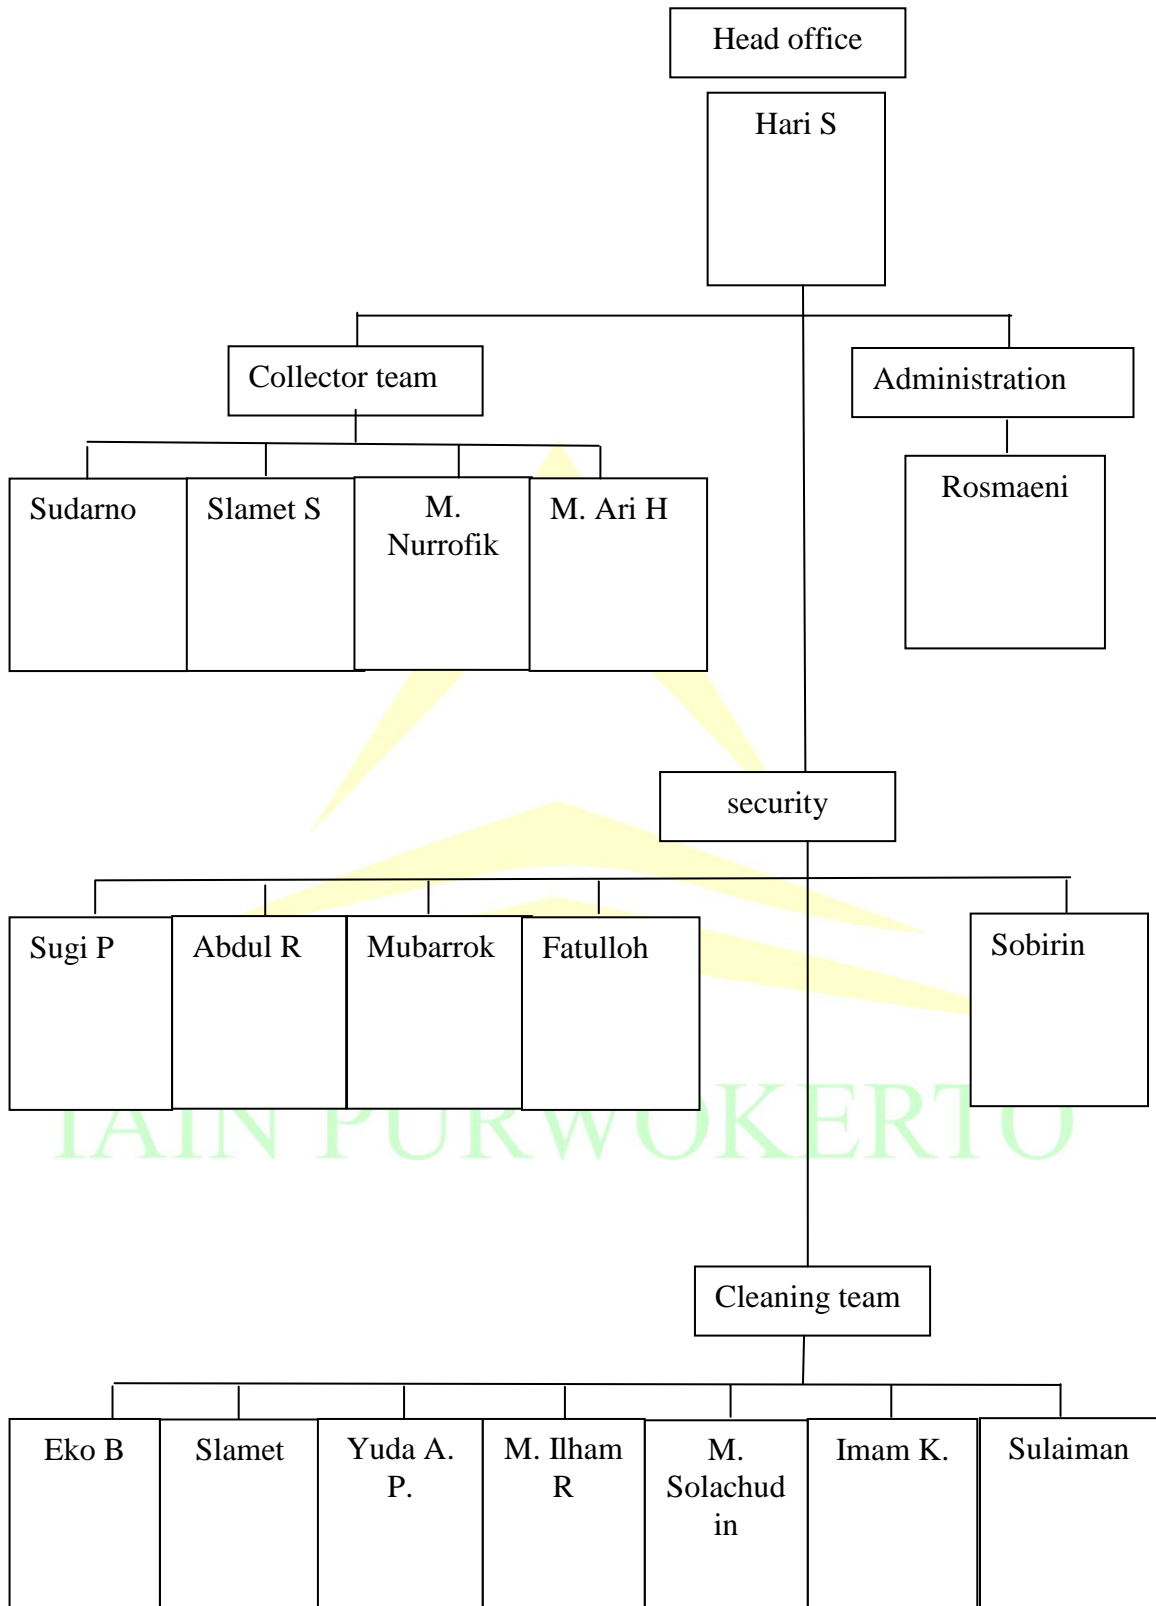 Head office
Hari S
Collector team
Administration
Sudarno
Slamet S
M.
Nurrofik
M. Ari H
Rosmaeni
security
Sugi P
Abdul R
Mubarrok
Fatulloh
Sobirin
IAIN PURWOKERTO
Cleaning team
Eko B
Slamet
Yuda A.
P.
M. Ilham
R
M.
Solachud
in
Imam K.
Sulaiman